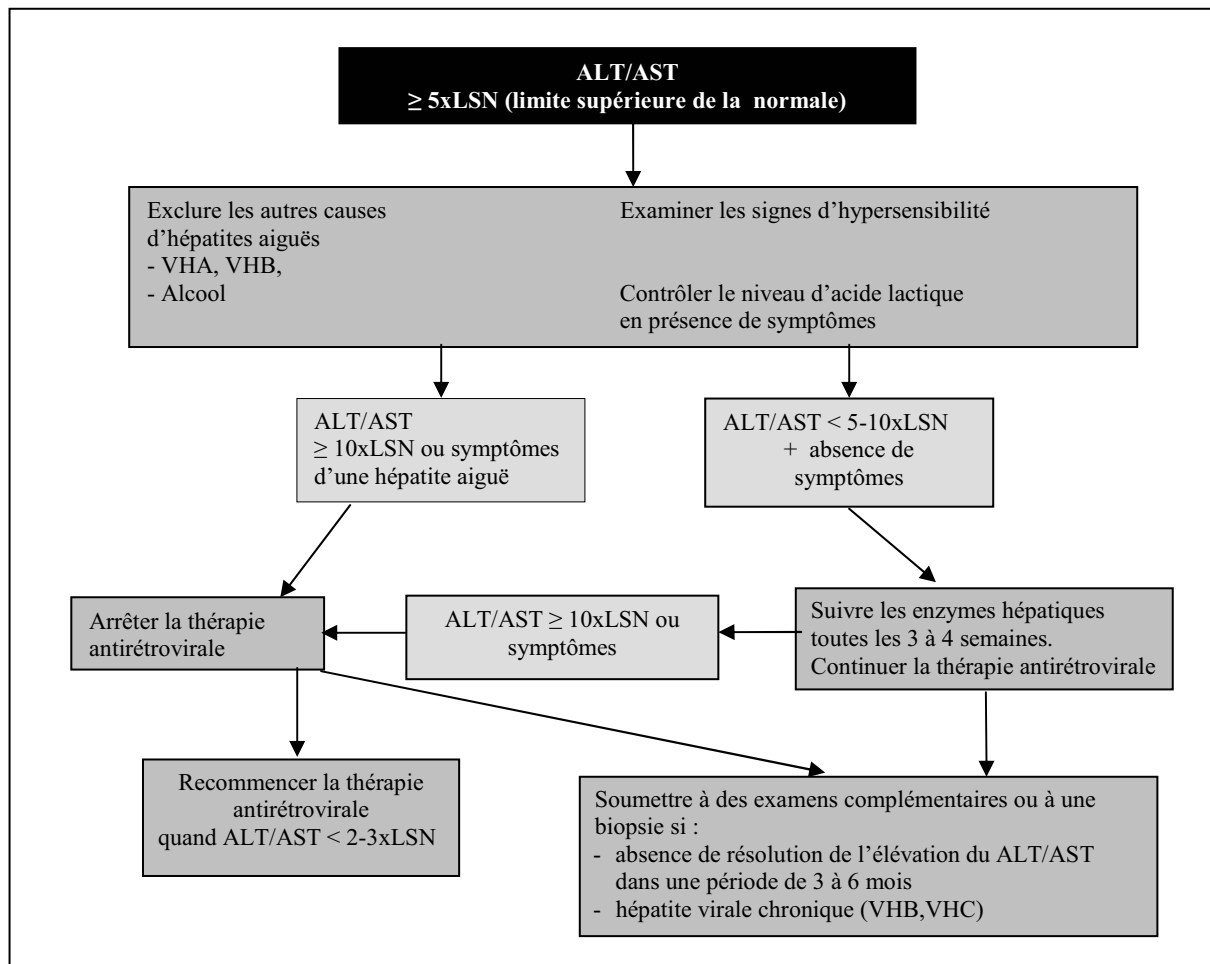 ALT/AST
≥ 5xLSN (limite supérieure de la normale)
Exclure les autres causes
d'hépatites aiguës
- VHA, VHB,
- Alcool
Examiner les signes d'hypersensibilité
Contrôler le niveau d'acide lactique
en présence de symptômes
ALT/AST
≥ 10xLSN ou symptômes
d'une hépatite aiguë
ALT/AST < 5-10xLSN
+ absence de
symptômes
Arrêter la thérapie
antirétrovirale
ALT/AST ≥ 10xLSN ou
symptômes
Suivre les enzymes hépatiques
toutes les 3 à 4 semaines.
Continuer la thérapie antirétrovirale
Recommencer la thérapie
antirétrovirale
quand ALT/AST < 2-3xLSN
Soumettre à des examens complémentaires ou à une
biopsie si :
- absence de résolution de l'élévation du ALT/AST
dans une période de 3 à 6 mois
- hépatite virale chronique (VHB,VHC)